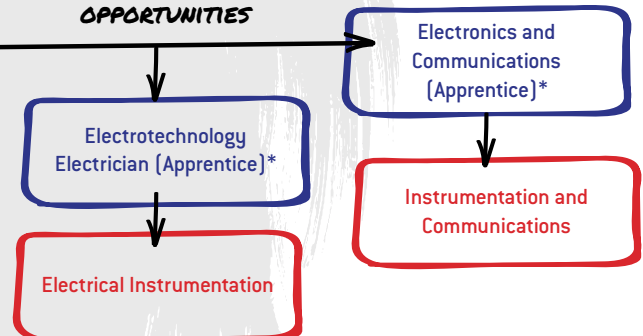 OPPORTUNITIES
Electronics and
Communications
(Apprentice)*
Electrotechnology
Electrician (Apprentice)*
Instrumentation and
Communications
Electrical Instrumentation